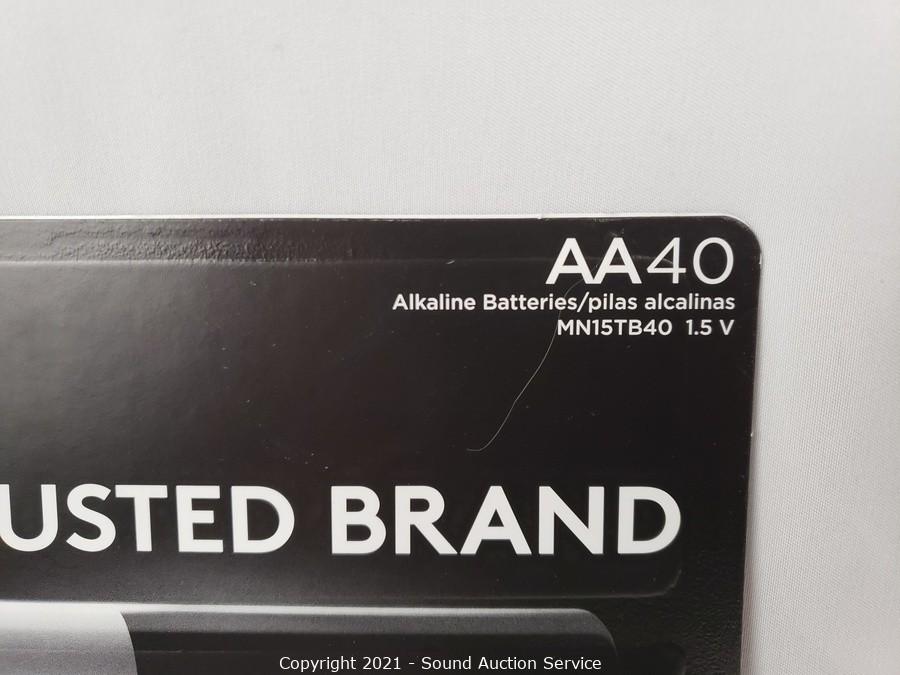 AA40
Alkaline Batteries/pilas alcalinas
MN15TB40 1.5 V
USTED BRAND
Copyright 2021 - Sound Auction Service